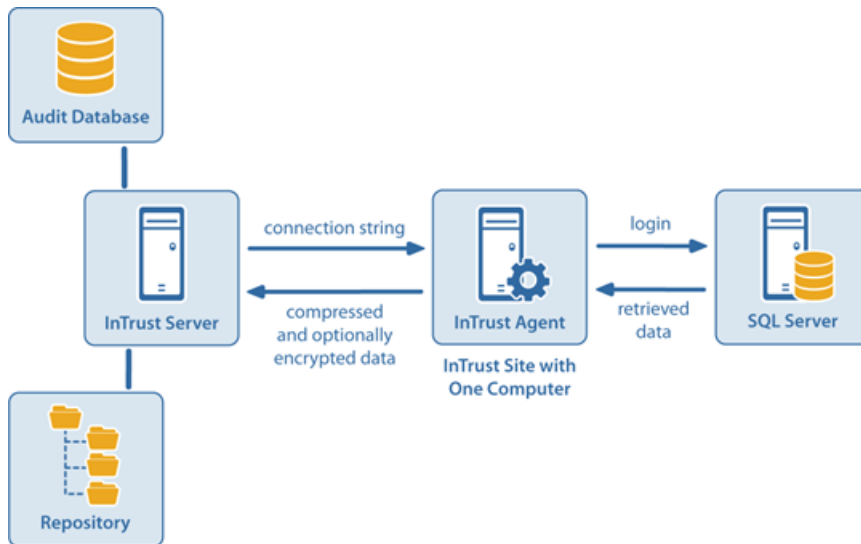 Audit Database
connection string
login
InTrust Server
compressed
and optionally
encrypted data
InTrust Agent
retrieved
data
SQL Server
InTrust Site with
One Computer
Repository